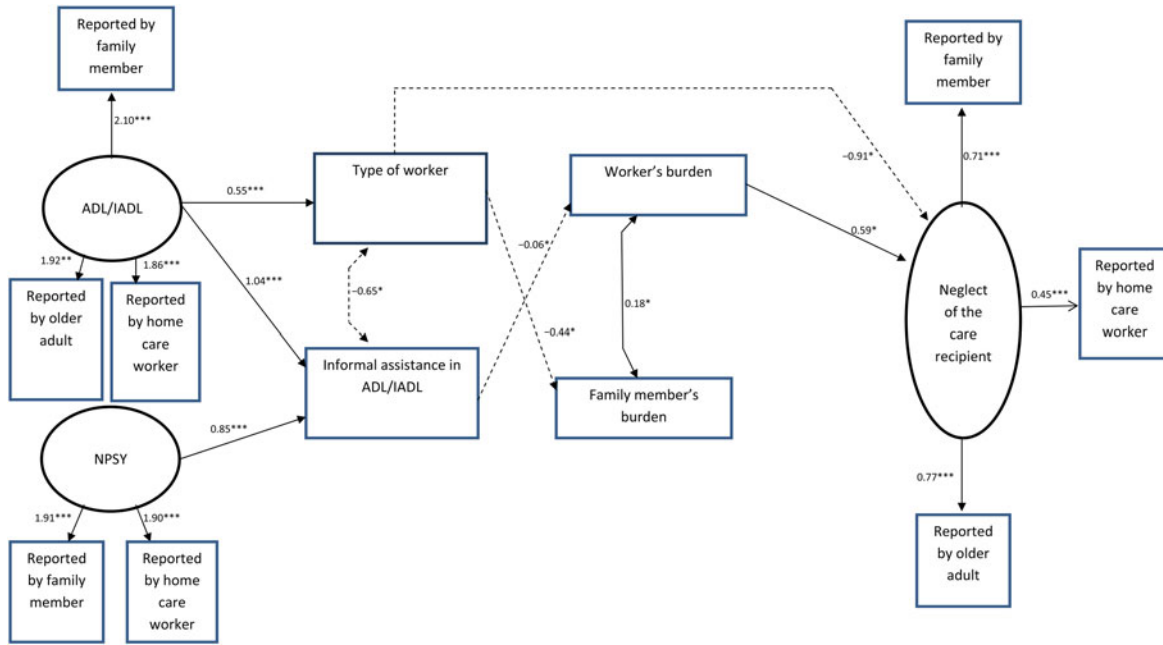 Reported by
family
member
2.10***
ADL/IADL
1.92**
1.86***
Reported
by older
adult
Reported
by home
care
worker
0.55***
1.04***
Type of worker
−0.65*
Informal assistance in
ADL/IADL
NPSY
0.85***
1.91***
1.90***
Reported
by family
member
Reported
by home
care
worker
−0.06*
−0.44*
Worker’s burden
0.18*
Family member’s
burden
−0.91*
0.59*
Reported by
family
member
0.71***
Neglect
of the
care
recipient
0.45***
Reported
by home
care
worker
0.77***
Reported
by older
adult